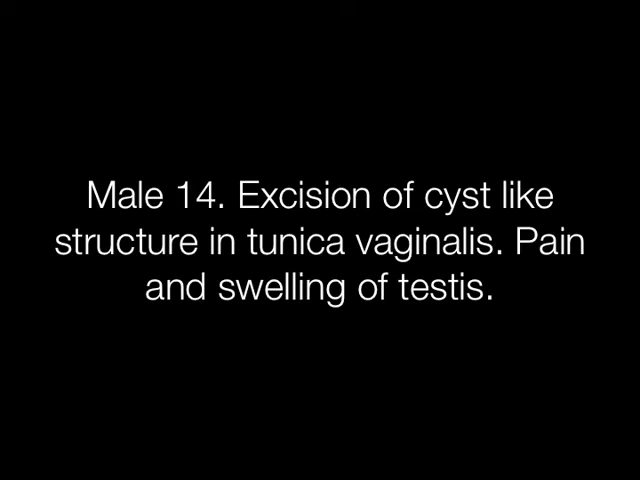 Male 14. Excision of cyst like
structure in tunica vaginalis. Pain
and swelling of testis.